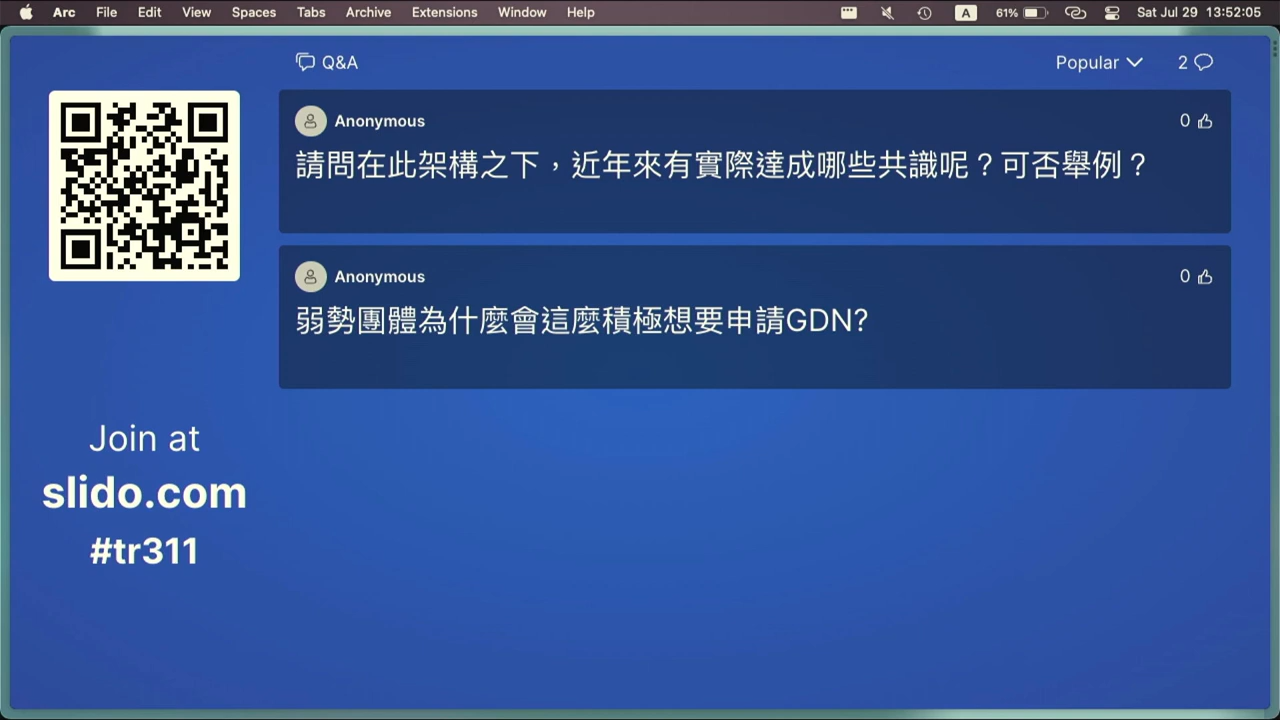 Arc File Edit View Spaces Tabs Archive Extensions Window Help A 61% Sat Jul 29 13:52:05
Q&A Popular 2
Anonymous 0
請問在此架構之下，近年來有實際達成哪些共識呢？可否舉例？
Anonymous 0
弱勢團體為什麼會這麼積極想要申請GDN?
Join at
slido.com
#tr311